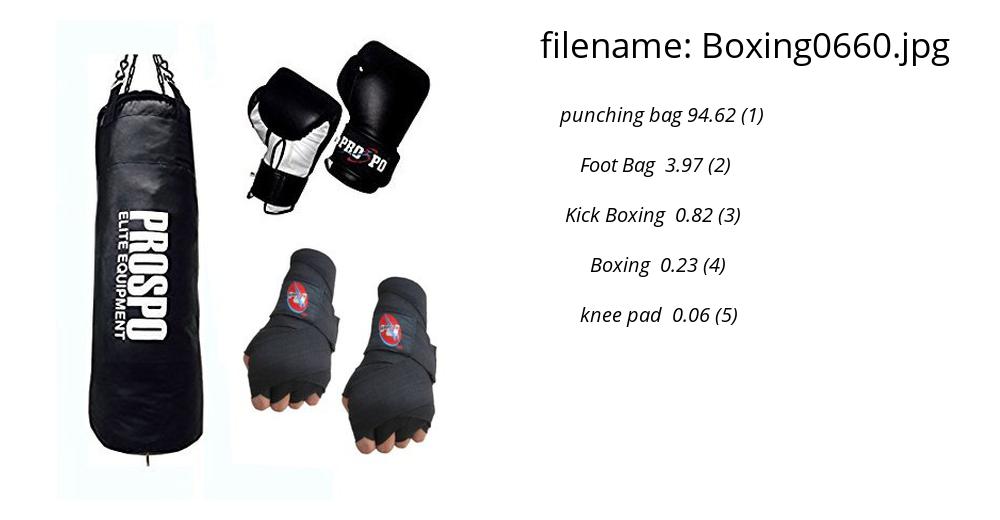 filename: Boxing0660.jpg
punching bag 94.62 (1)
Foot Bag 3.97 (2)
Kick Boxing 0.82 (3)
Boxing 0.23 (4)
knee pad 0.06 (5)
PROSPO
ELITE EQUIPMENT
PROSPO